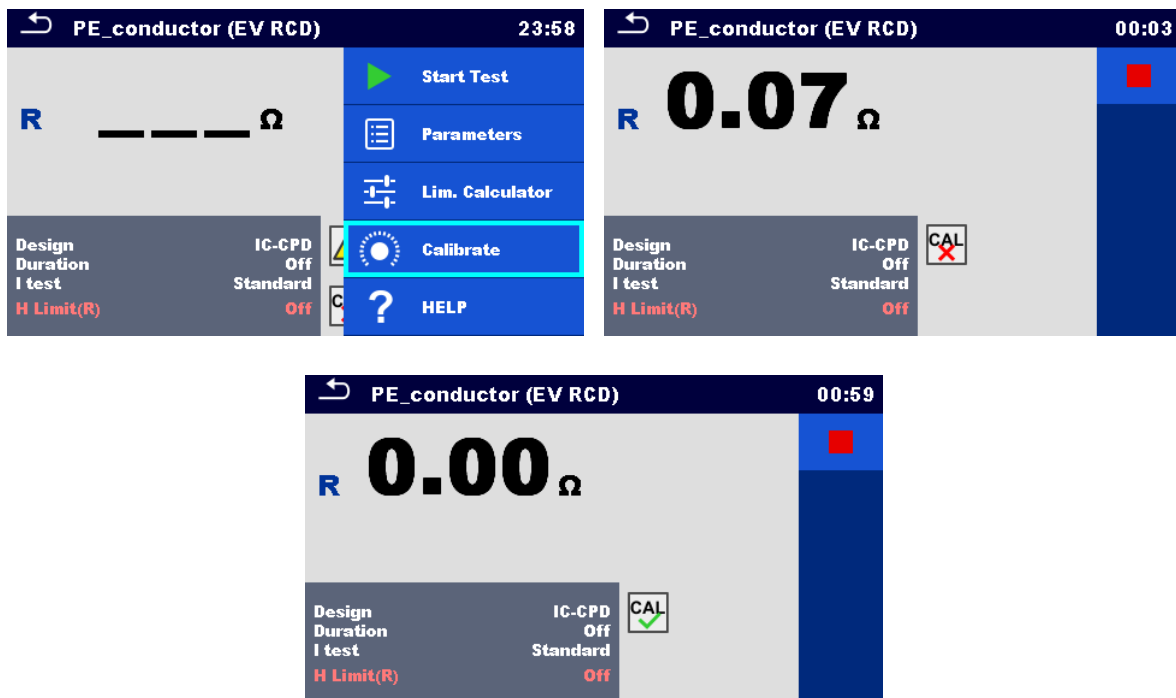 PE_conductor (EV RCD) 23:58
R _ _ _ Ω
Start Test
Parameters
Lim. Calculator
Calibrate
HELP
Design IC-CPD
Duration Off
I test Standard
H Limit(R) Off
PE_conductor (EV RCD) 00:03
R 0.07 Ω
Design IC-CPD
Duration Off
I test Standard
H Limit(R) Off
CAL
PE_conductor (EV RCD) 00:59
R 0.00 Ω
Design IC-CPD
Duration Off
I test Standard
H Limit(R) Off
CAL